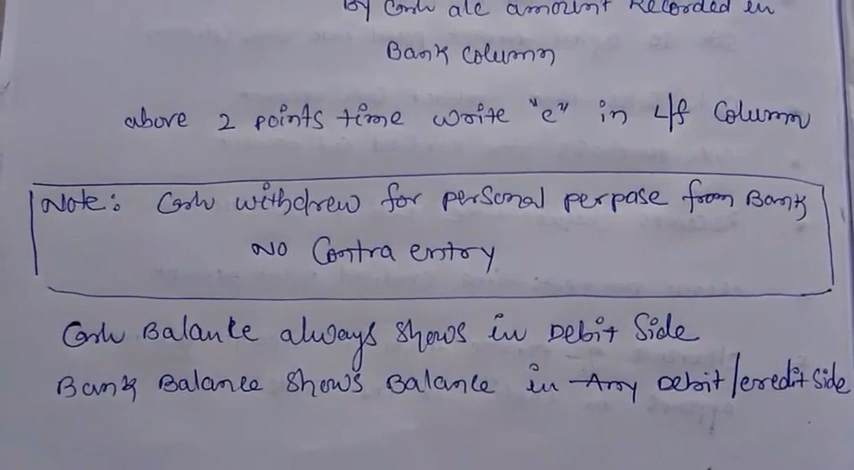 By Cash a/c amount Recorded in
Bank column
above 2 points time write "c" in L/f Column
Note: Cash withdrew for personal perpase from Bank
NO Contra entry
Cash Balance always shows in Debit Side
Bank Balance shows Balance in Any Debit/credit side